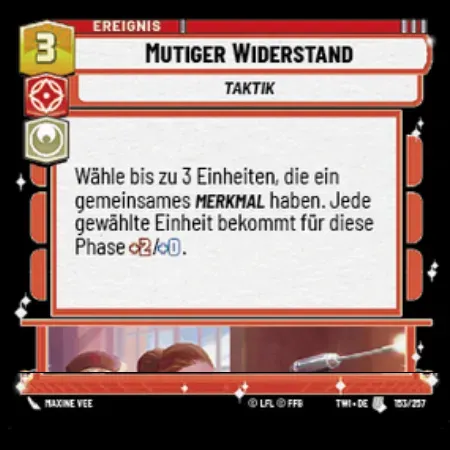 EREIGNIS
3
MUTIGER WIDERSTAND
TAKTIK
Wähle bis zu 3 Einheiten, die ein
gemeinsames MERKMAL haben. Jede
gewählte Einheit bekommt für diese
Phase +2/+0.
MAXINE VEE
© LFL © FFG
TWI • DE
153/257